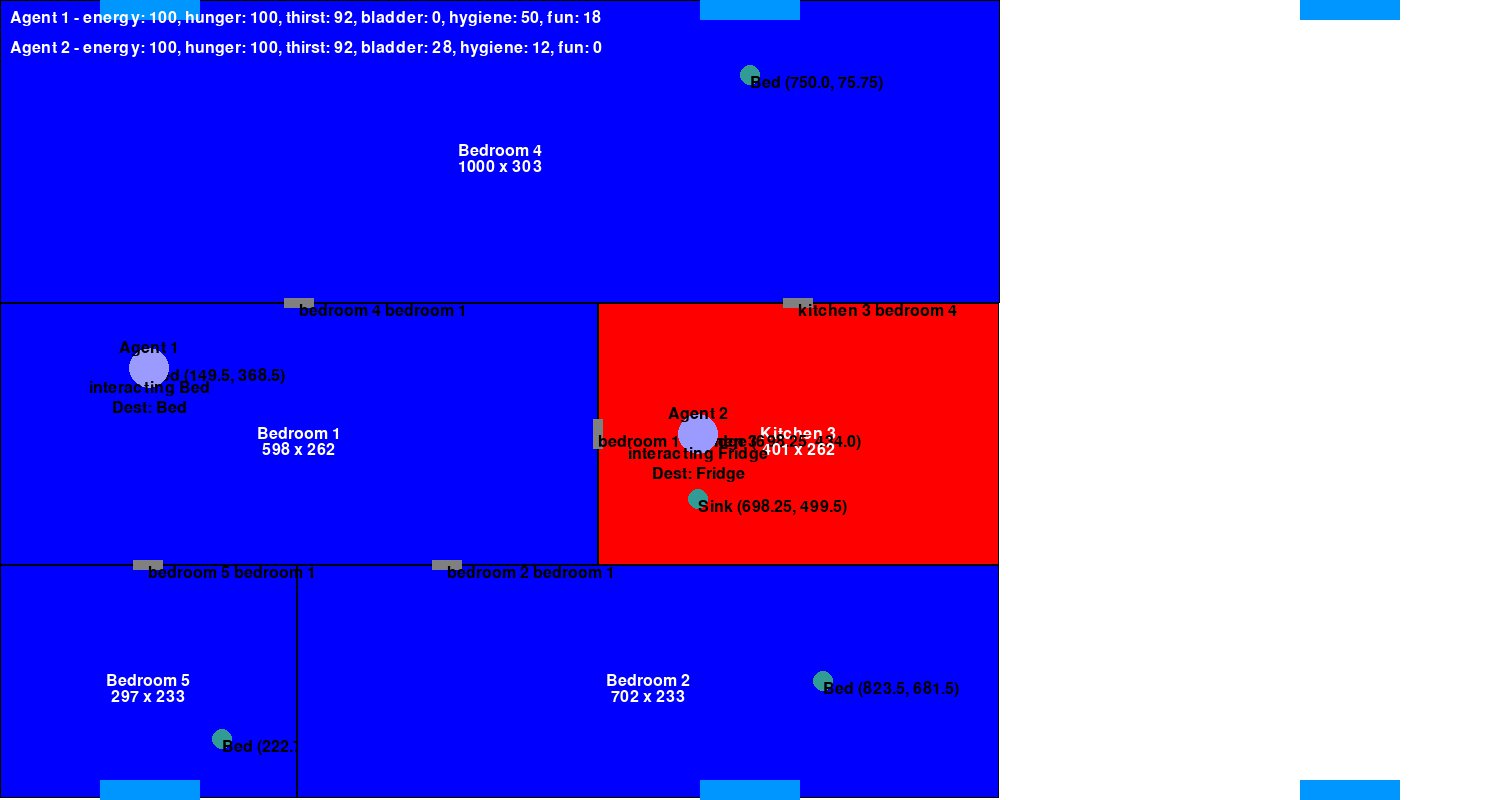 Agent 1 - energy: 100, hunger: 100, thirst: 92, bladder: 0, hygiene: 50, fun: 18
Agent 2 - energy: 100, hunger: 100, thirst: 92, bladder: 28, hygiene: 12, fun: 0
Bed (750.0, 75.75)
Bedroom 4
1000 x 303
bedroom 4 bedroom 1
kitchen 3 bedroom 4
Agent 1
(149.5, 368.5)
interacting Bed
Dest: Bed
Agent 2
Bedroom 1
598 x 262
Kitchen 3
401 x 262
bedroom 1
interacting Fridge
Dest: Fridge
Sink (698.25, 499.5)
bedroom 5 bedroom 1
bedroom 2 bedroom 1
Bedroom 5
297 x 233
Bedroom 2
702 x 233
Bed (823.5, 681.5)
Bed (222.